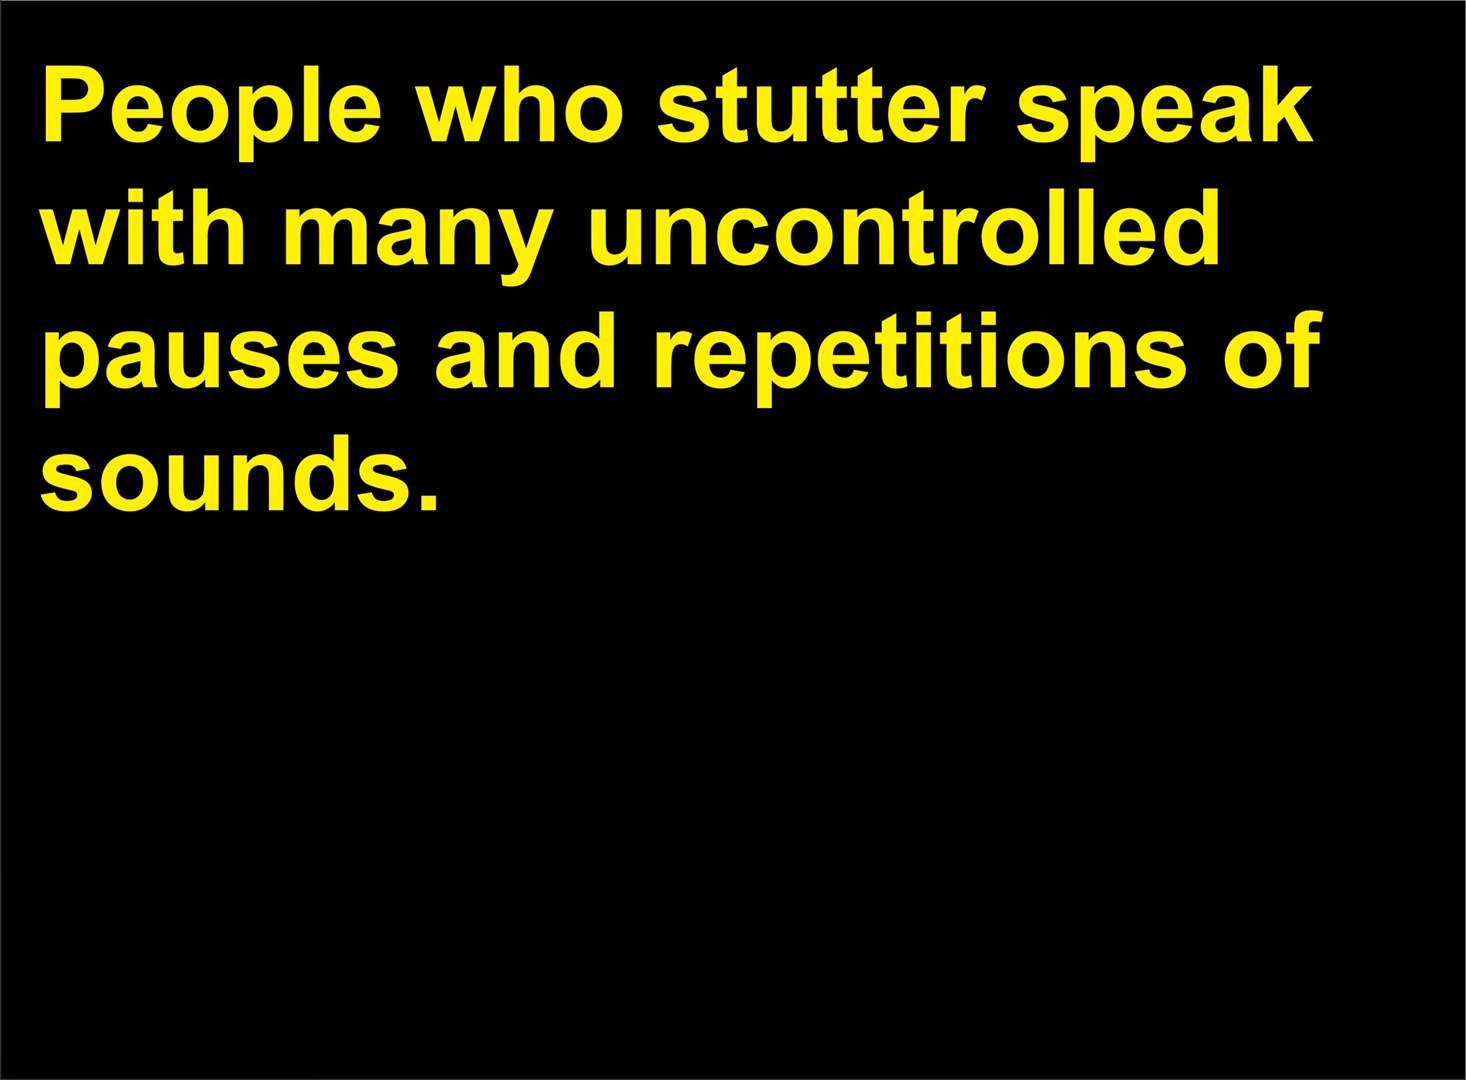 People who stutter speak
with many uncontrolled
pauses and repetitions of
sounds.